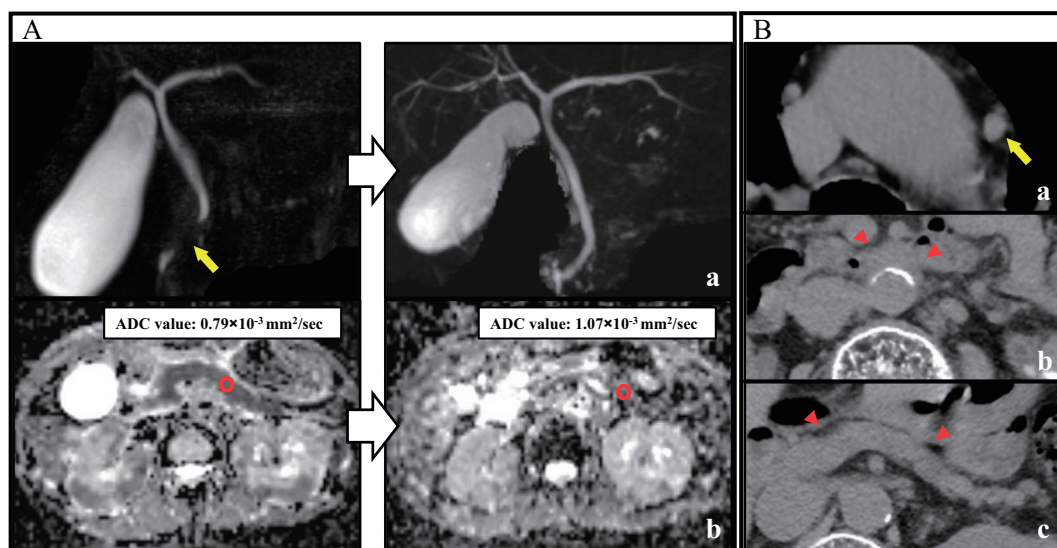 A
B
a
a
ADC value: 0.79×10⁻³ mm²/sec
ADC value: 1.07×10⁻³ mm²/sec
b
b
c